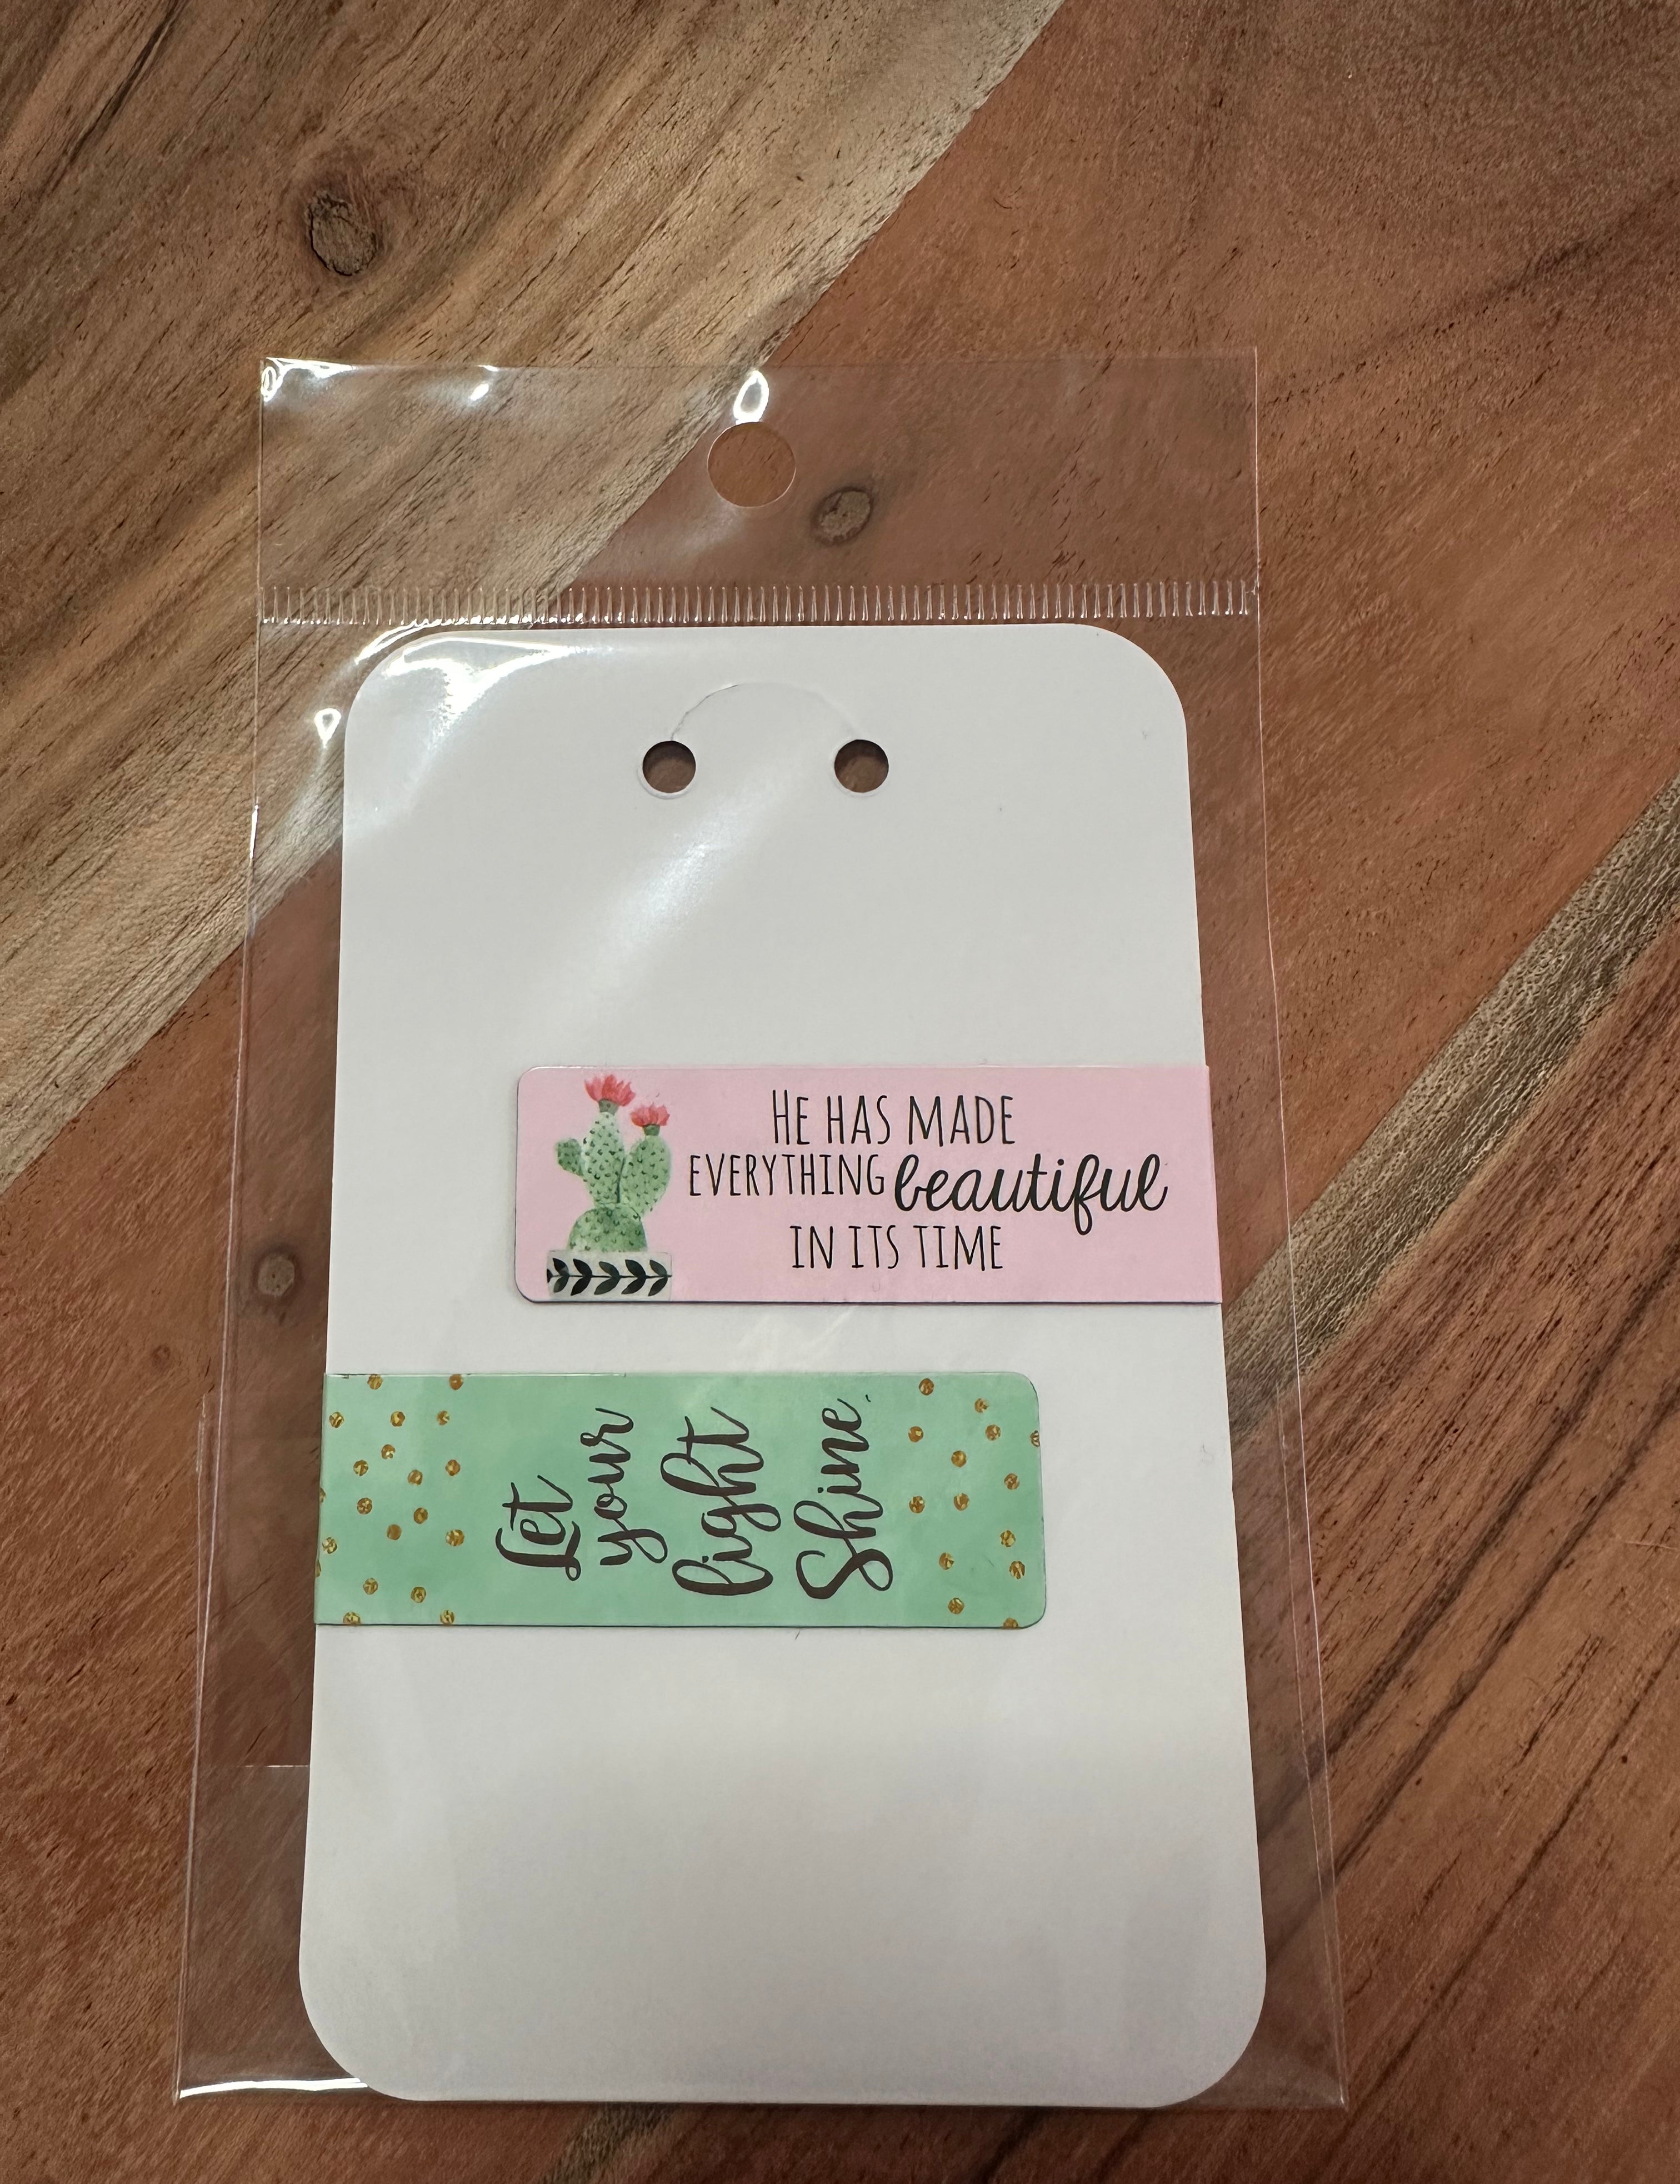 HE HAS MADE
EVERYTHING beautiful
IN ITS TIME
Let
your
light
Shine